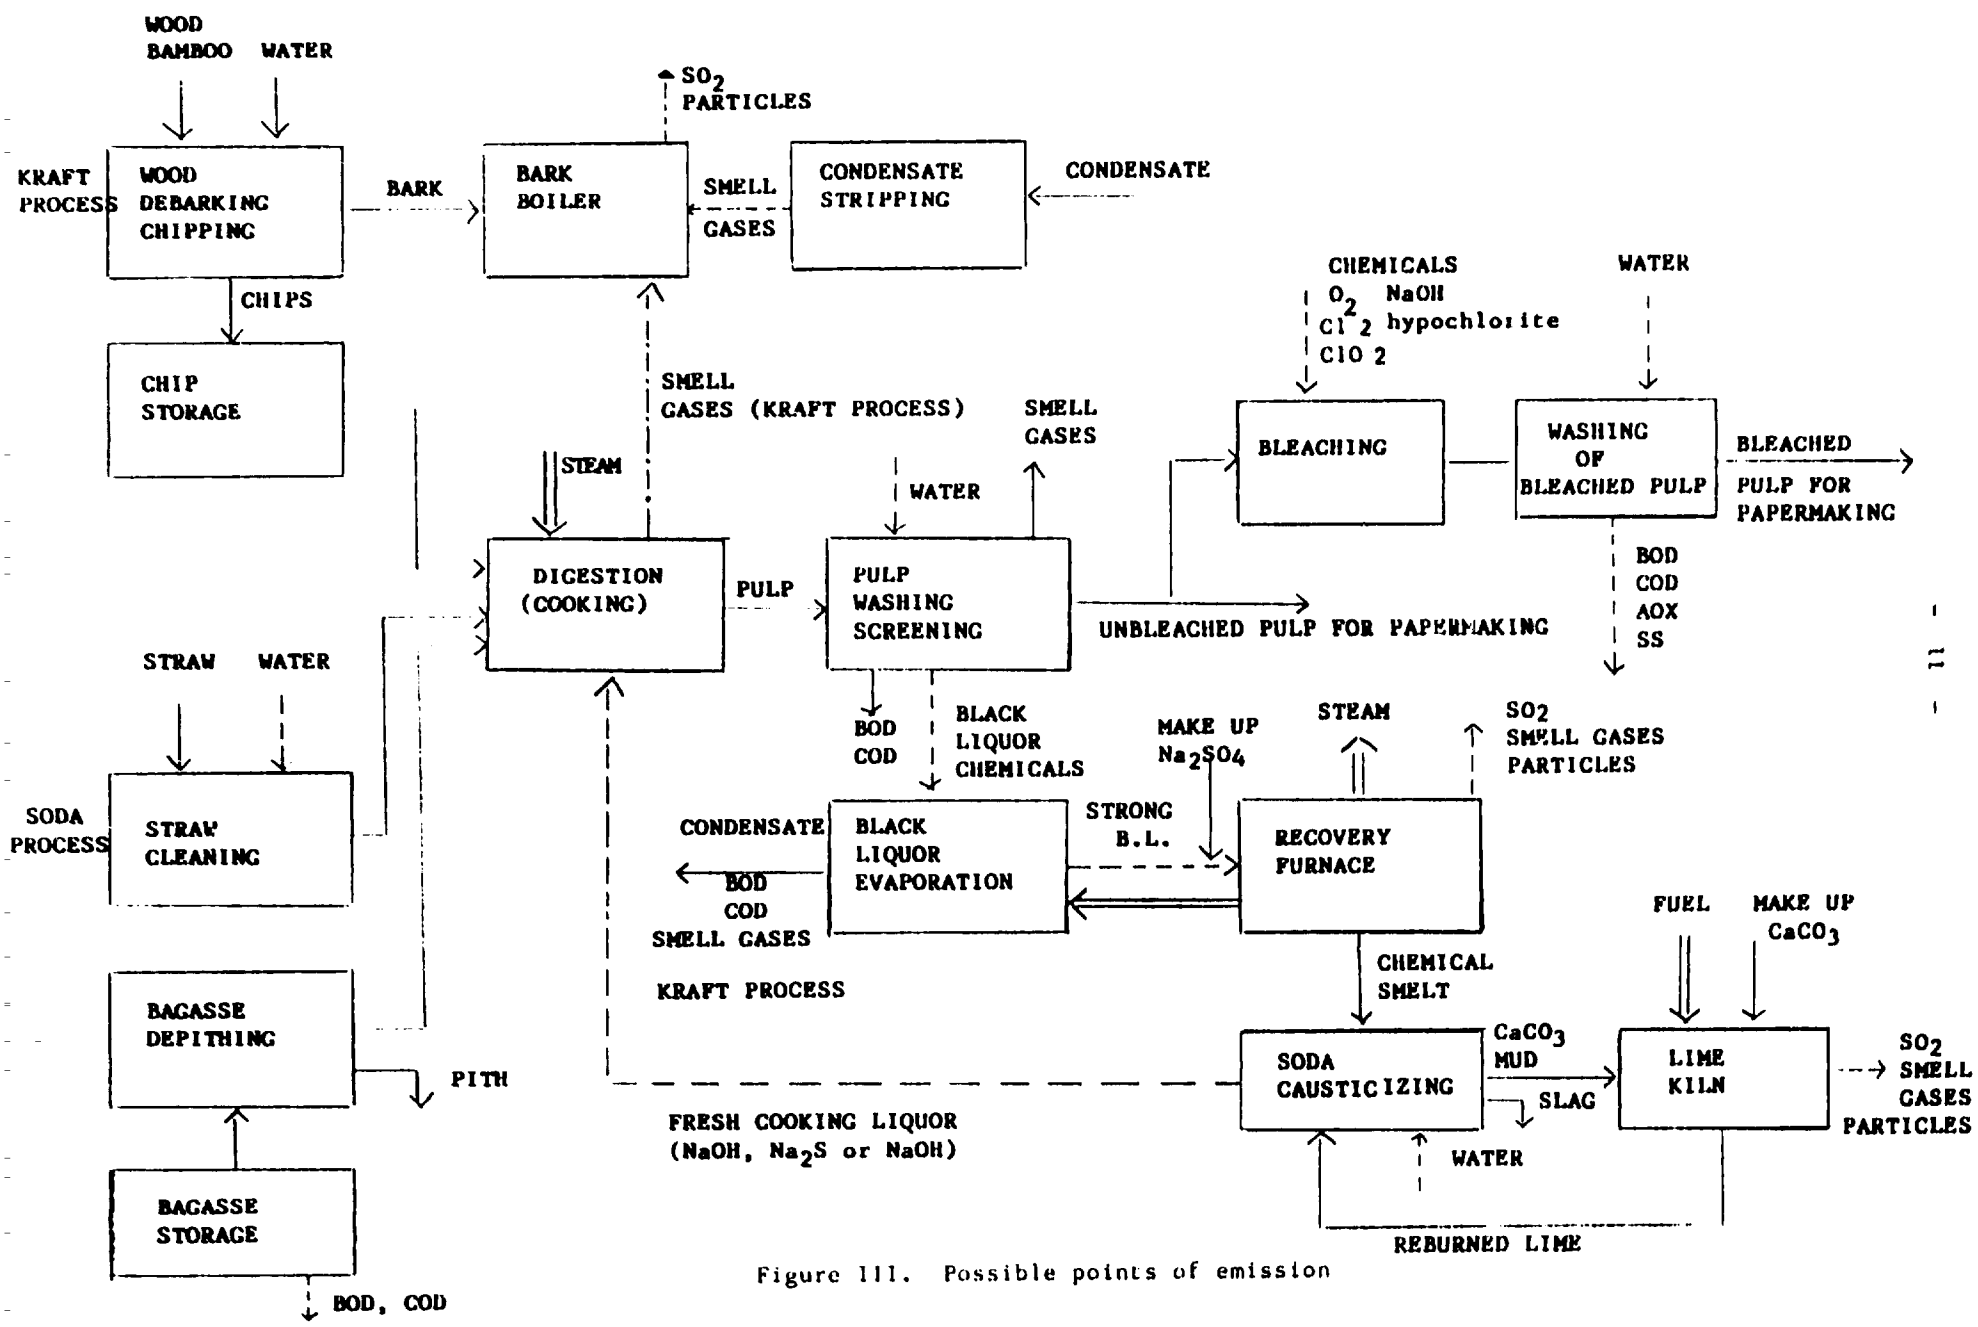 WOOD
BAMBOO
WATER
KRAFT
PROCESS
WOOD
DEBARKING
CHIPPING
BARK
BARK
BOILER
SO2
PARTICLES
SMELL
GASES
CONDENSATE
STRIPPING
CONDENSATE
CHIPS
CHIP
STORAGE
SMELL
GASES (KRAFT PROCESS)
STEAM
DIGESTION
(COOKING)
PULP
WATER
SMELL
GASES
PULP
WASHING
SCREENING
CHEMICALS
O2 NaOH
Cl2 hypochlorite
ClO2
WATER
BLEACHING
WASHING
OF
BLEACHED PULP
BLEACHED
PULP FOR
PAPERMAKING
BOD
COD
AOX
SS
UNBLEACHED PULP FOR PAPERMAKING
- 11 -
STRAW
WATER
SODA
PROCESS
STRAW
CLEANING
BOD
COD
BLACK
LIQUOR
CHEMICALS
MAKE UP
Na2SO4
STEAM
SO2
SMELL GASES
PARTICLES
CONDENSATE
BOD
COD
SMELL GASES
KRAFT PROCESS
BLACK
LIQUOR
EVAPORATION
STRONG
B.L.
RECOVERY
FURNACE
CHEMICAL
SMELT
FUEL
MAKE UP
CaCO3
BAGASSE
DEPITHING
PITH
SODA
CAUSTICIZING
CaCO3
MUD
SLAG
LIME
KILN
SO2
SMELL
GASES
PARTICLES
FRESH COOKING LIQUOR
(NaOH, Na2S or NaOH)
WATER
REBURNED LIME
BAGASSE
STORAGE
BOD, COD
Figure III. Possible points of emission